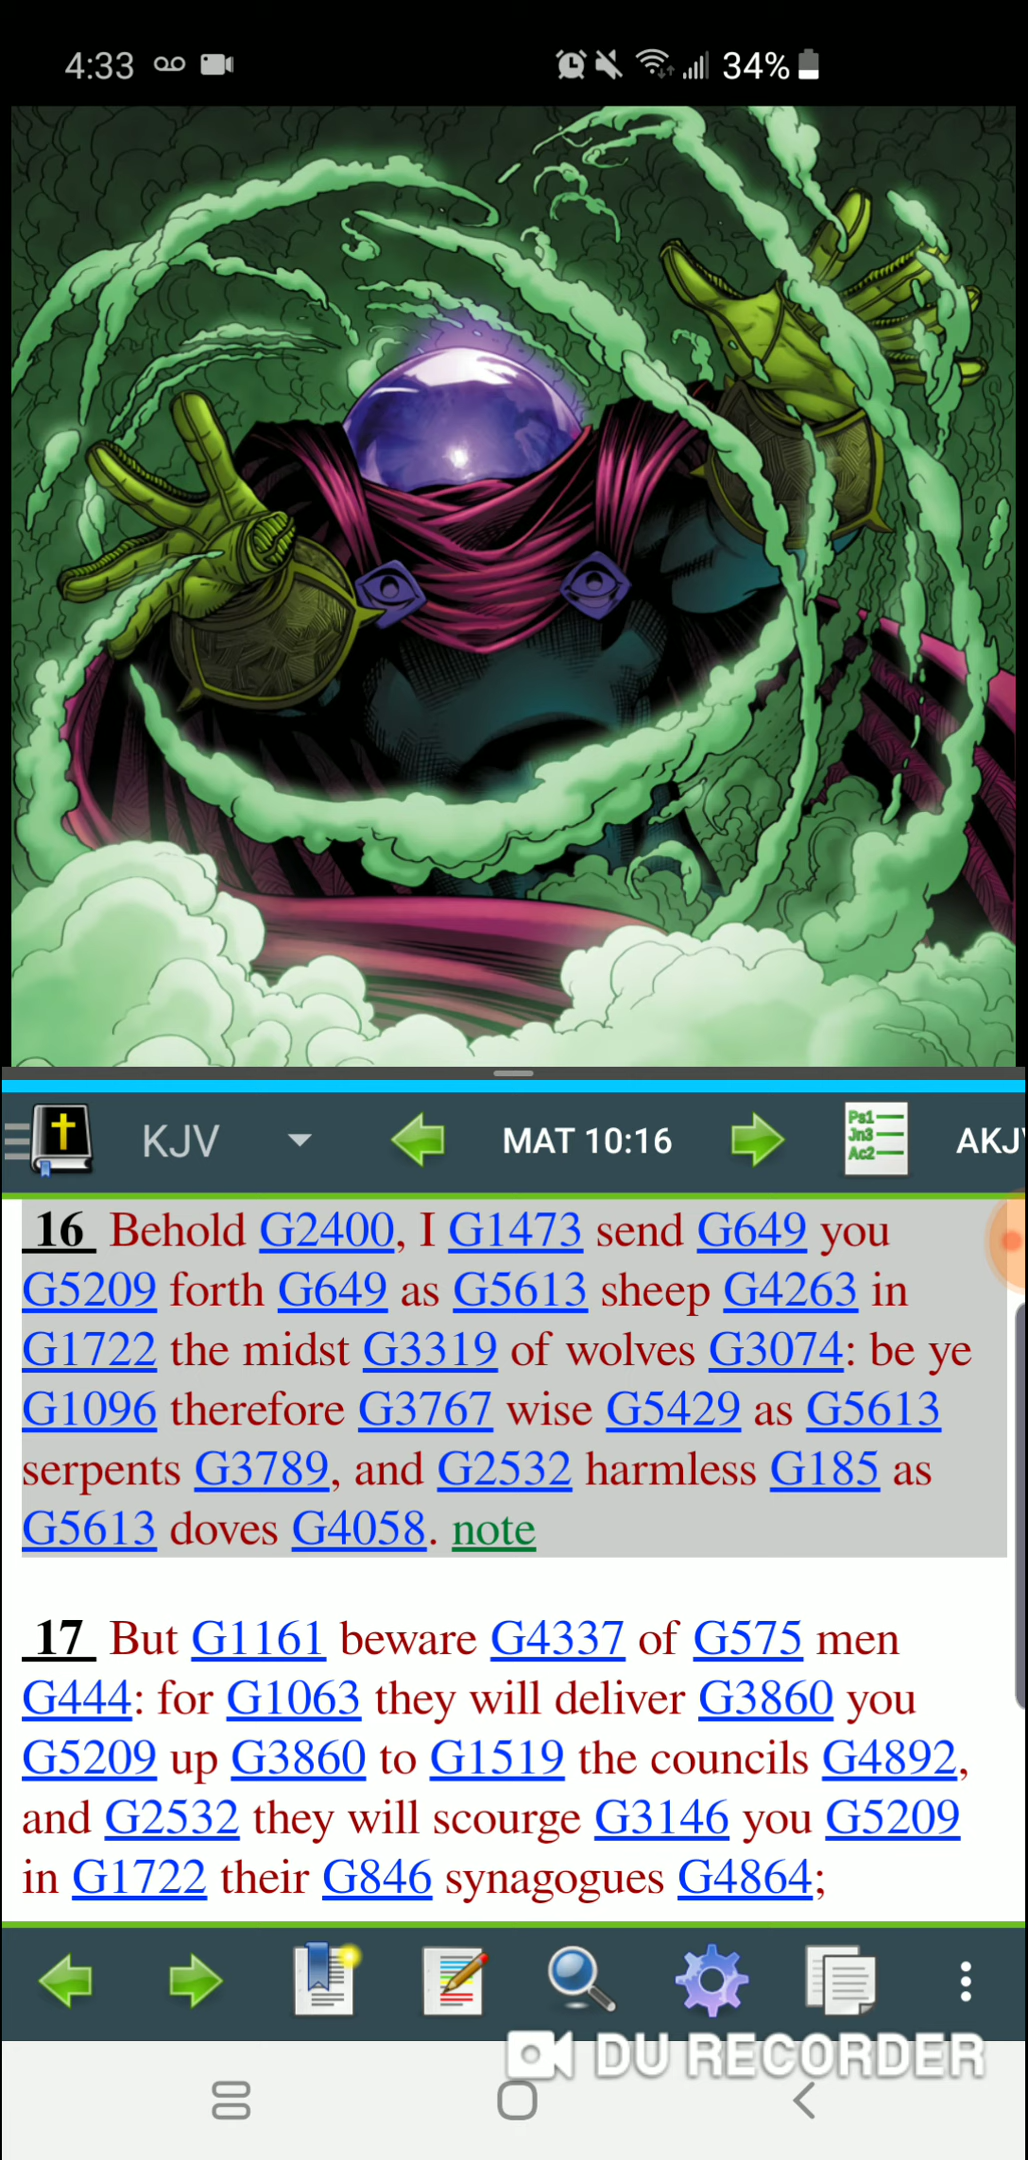 4:33 34%
KJV MAT 10:16 Ps1 Jn3 Ac2 AKJ
16 Behold G2400, I G1473 send G649 you
G5209 forth G649 as G5613 sheep G4263 in
G1722 the midst G3319 of wolves G3074: be ye
G1096 therefore G3767 wise G5429 as G5613
serpents G3789, and G2532 harmless G185 as
G5613 doves G4058. note
17 But G1161 beware G4337 of G575 men
G444: for G1063 they will deliver G3860 you
G5209 up G3860 to G1519 the councils G4892,
and G2532 they will scourge G3146 you G5209
in G1722 their G846 synagogues G4864;
DU RECORDER